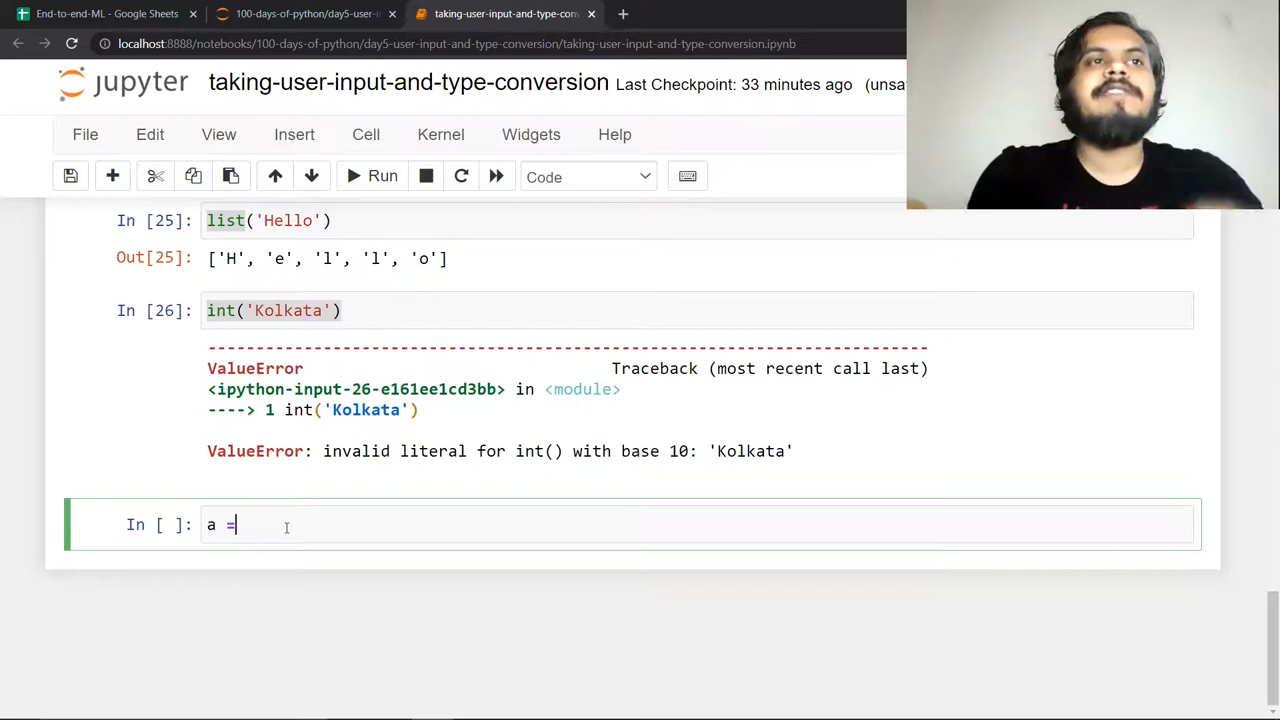 End-to-end-ML - Google Sheets
100-days-of-python/day5-user-in
taking-user-input-and-type-conv
localhost:8888/notebooks/100-days-of-python/day5-user-input-and-type-conversion/taking-user-input-and-type-conversion.ipynb
jupyter taking-user-input-and-type-conversion Last Checkpoint: 33 minutes ago (unsa
File Edit View Insert Cell Kernel Widgets Help
Run Code
In [25]: list('Hello')
Out[25]: ['H', 'e', 'l', 'l', 'o']
In [26]: int('Kolkata')
---------------------------------------------------------------------------
ValueError Traceback (most recent call last)
<ipython-input-26-e161ee1cd3bb> in <module>
----> 1 int('Kolkata')
ValueError: invalid literal for int() with base 10: 'Kolkata'
In [ ]: a =